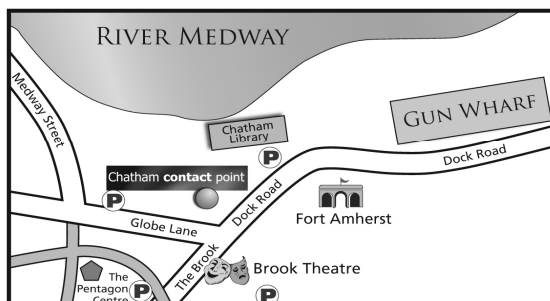 RIVER MEDWAY
Medway Street
GUN WHARF
Chatham
Library
P
Dock Road
Chatham contact point
P
Dock Road
Globe Lane
Fort Amherst
The Brook
Brook Theatre
The
Pentagon
Centre
P
P